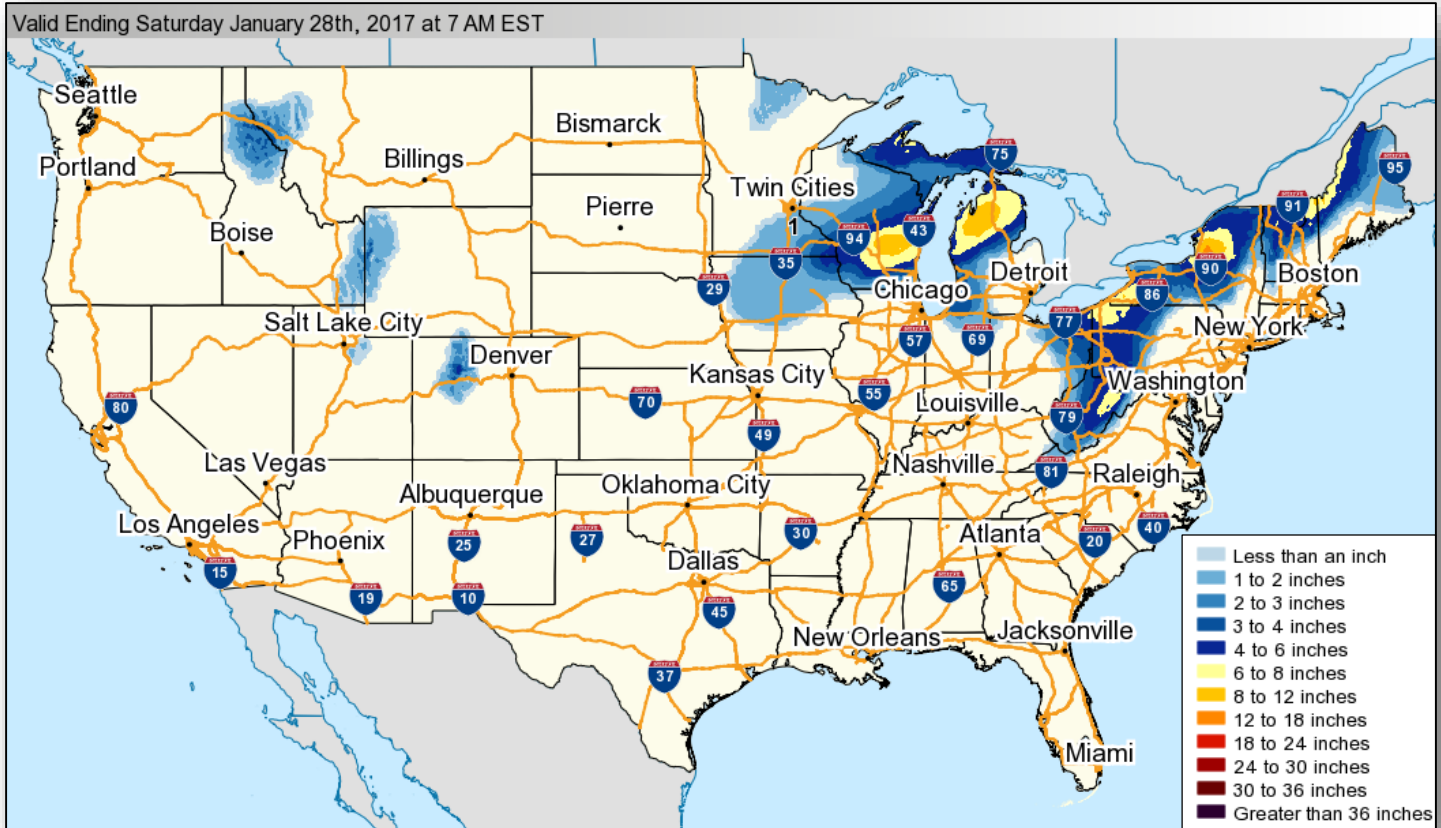 Valid Ending Saturday January 28th, 2017 at 7 AM EST
Seattle
Bismarck
75
Portland
Billings
Twin Cities
95
Pierre
1
91
Boise
94
43
35
90
Detroit
Boston
29
Chicago
86
Salt Lake City
77
New York
Denver
57
69
Kansas City
Washington
80
70
55
Louisville
79
49
Las Vegas
Nashville
81
Raleigh
Albuquerque
Oklahoma City
Los Angeles
Phoenix
25
27
30
Atlanta
20
40
15
Dallas
19
10
65
45
New Orleans
Jacksonville
37
Miami
Less than an inch
1 to 2 inches
2 to 3 inches
3 to 4 inches
4 to 6 inches
6 to 8 inches
8 to 12 inches
12 to 18 inches
18 to 24 inches
24 to 30 inches
30 to 36 inches
Greater than 36 inches